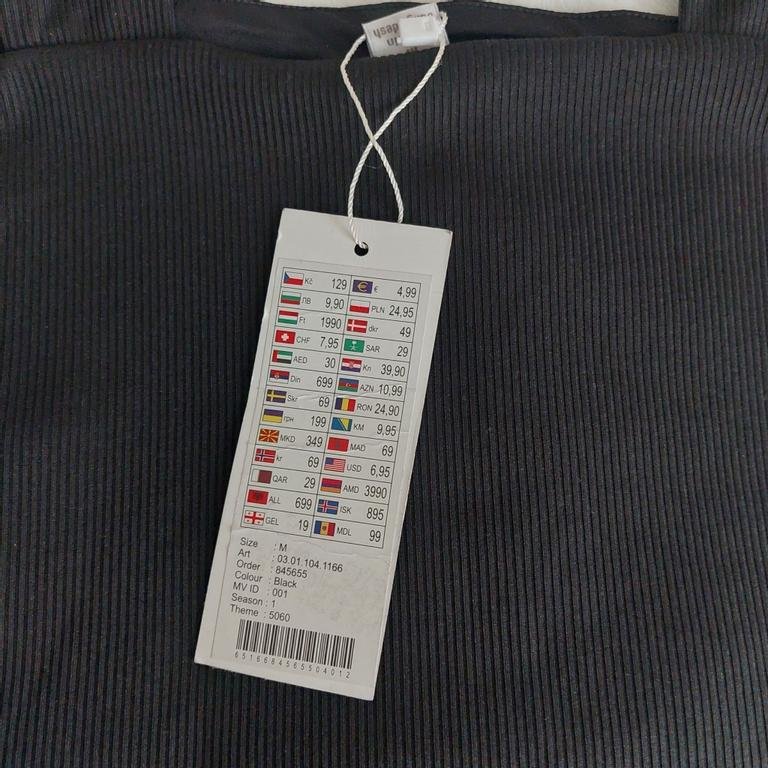 Kč 129 € 4,99
ЛВ 9,90 PLN 24,95
Ft 1990 dkr 49
CHF 7,95 SAR 29
AED 30 Kn 39,90
Din 699 AZN 10,99
Skr 69 RON 24,90
грн 199 KM 9,95
MKD 349 MAD 69
kr 69 USD 6,95
QAR 29 AMD 3990
ALL 699 ISK 895
GEL 19 MDL 99
Size : M
Art : 03.01.104.1166
Order : 845655
Colour : Black
MV ID : 001
Season : 1
Theme : 5060
6516684565504012